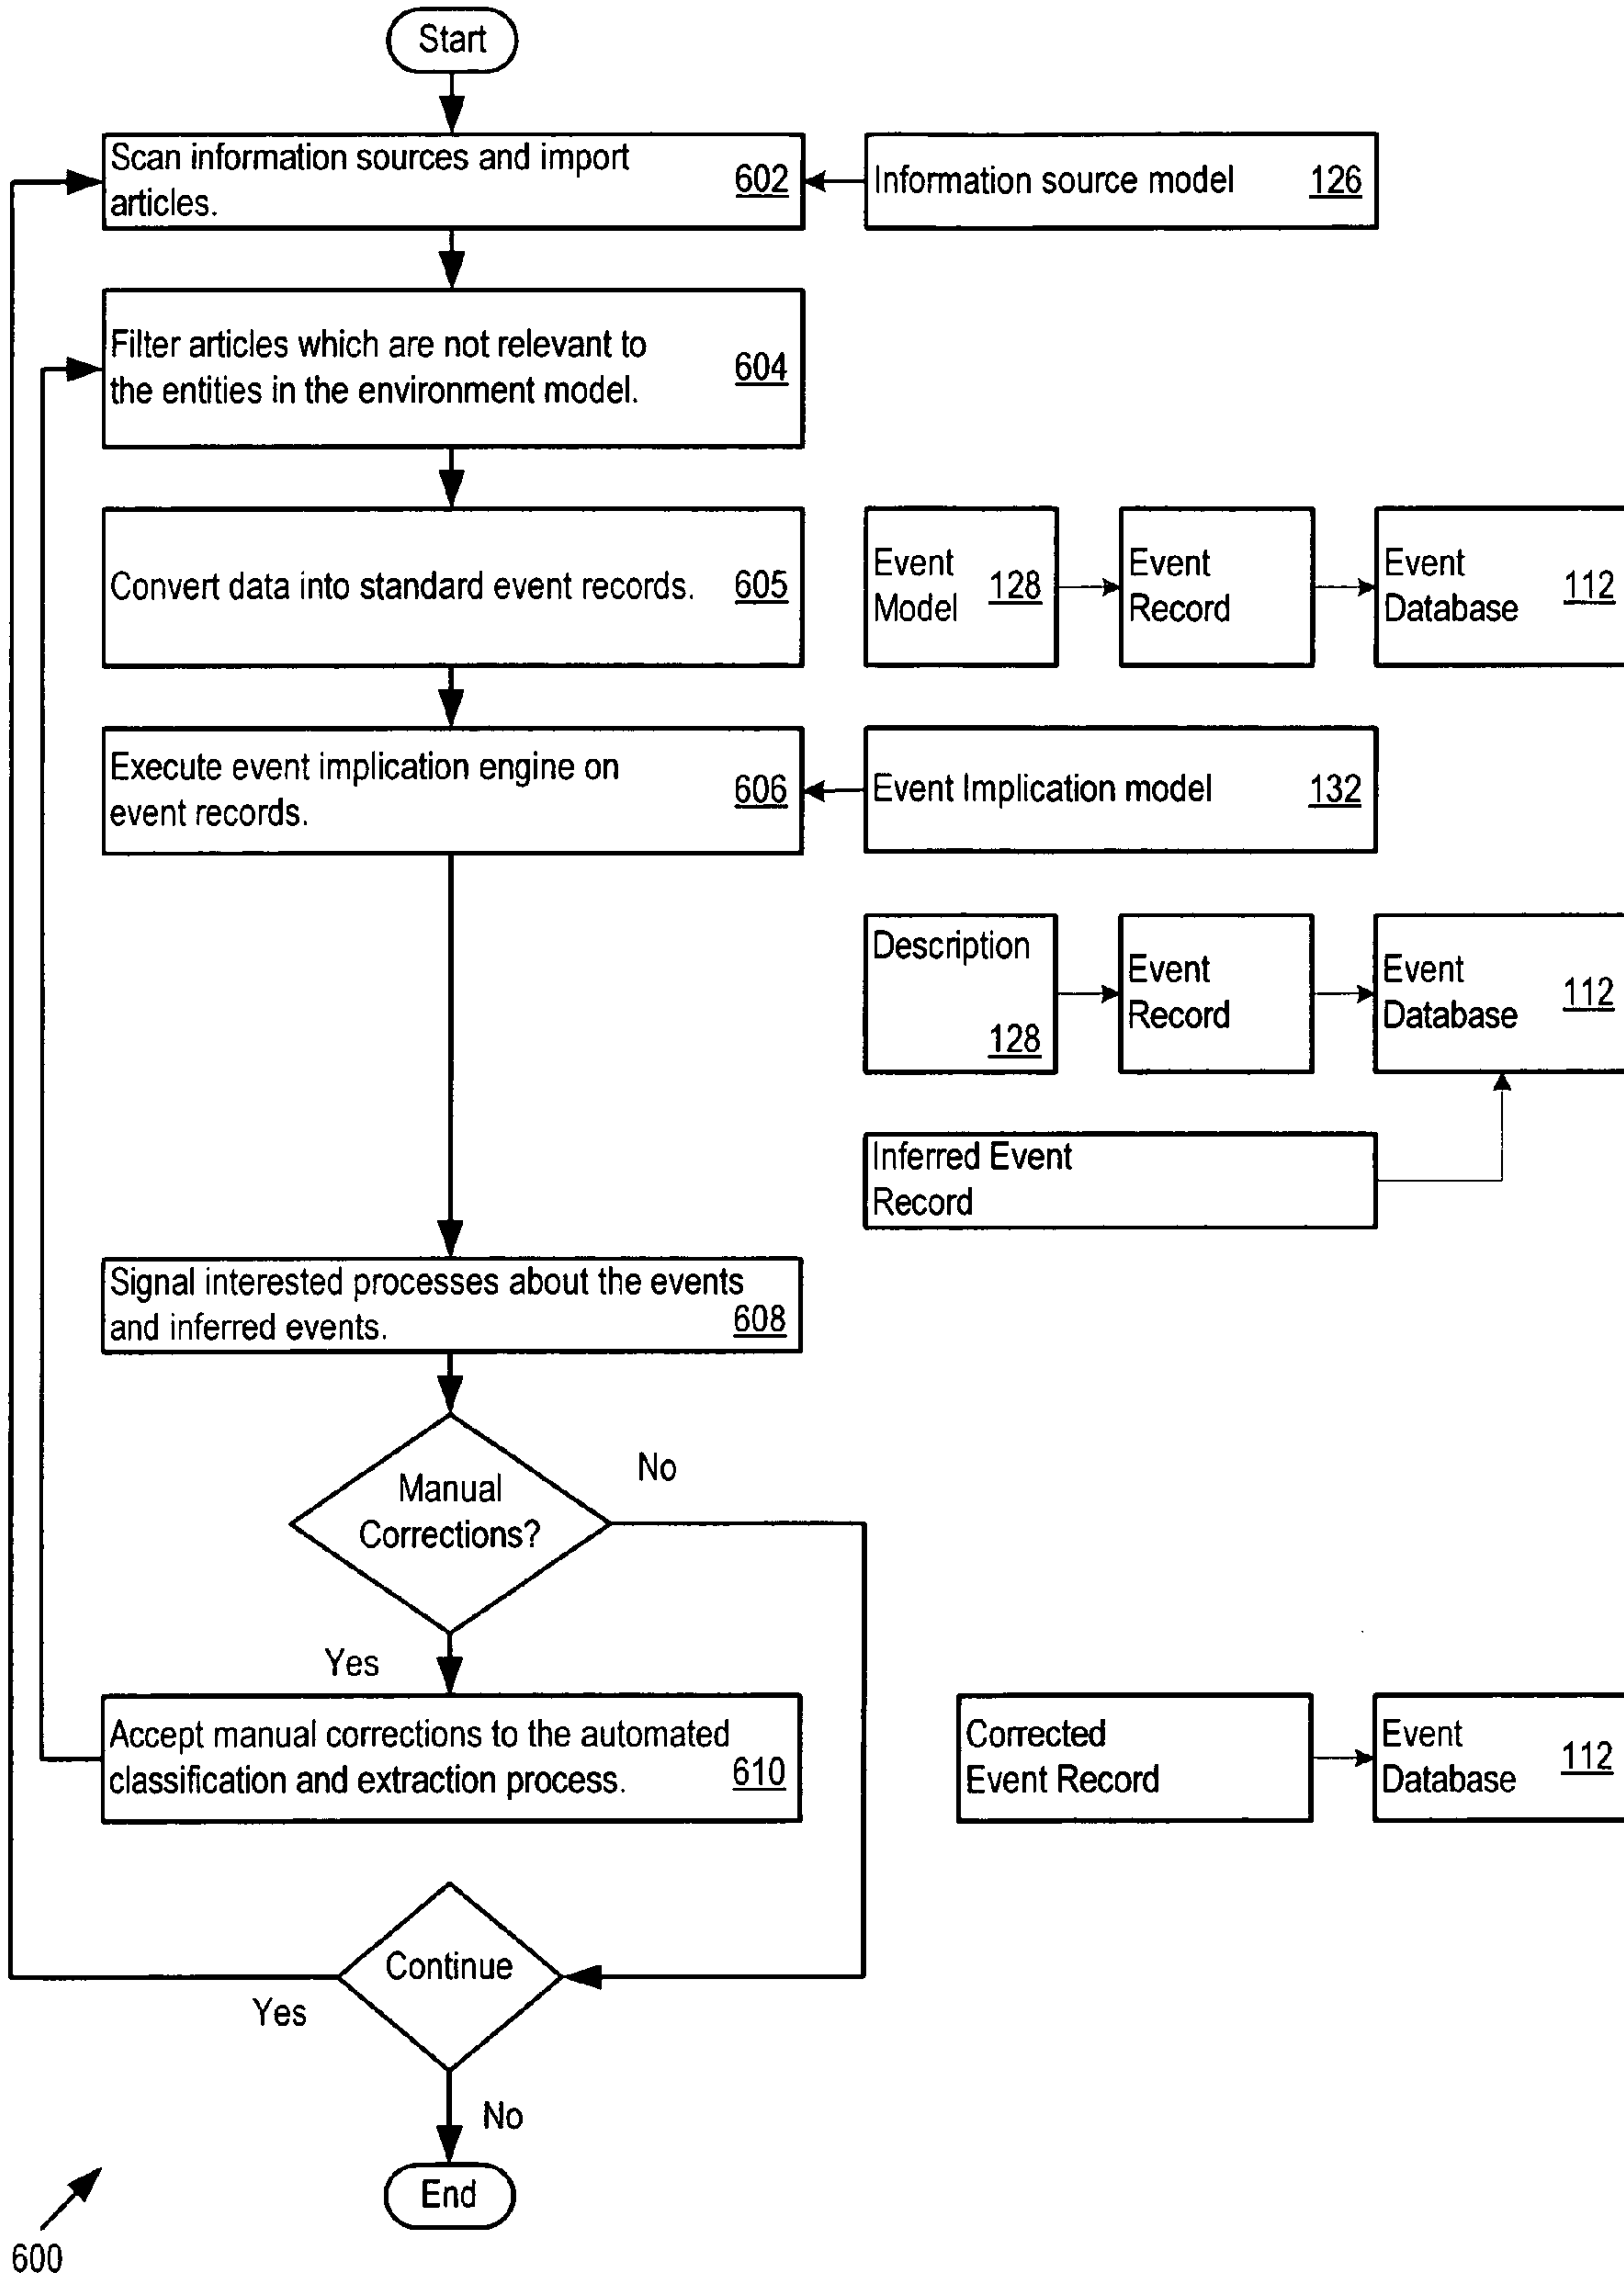 Start
Scan information sources and import
articles.
602
Information source model 126
Filter articles which are not relevant to
the entities in the environment model.
604
Convert data into standard event records. 605
Event
Model
128
Event
Record
Event
Database
112
Execute event implication engine on
event records.
606
Event Implication model 132
Description
128
Event
Record
Event
Database
112
Inferred Event
Record
Signal interested processes about the events
and inferred events.
608
Manual
Corrections?
No
Yes
Accept manual corrections to the automated
classification and extraction process.
610
Corrected
Event Record
Event
Database
112
Continue
Yes
No
End
600